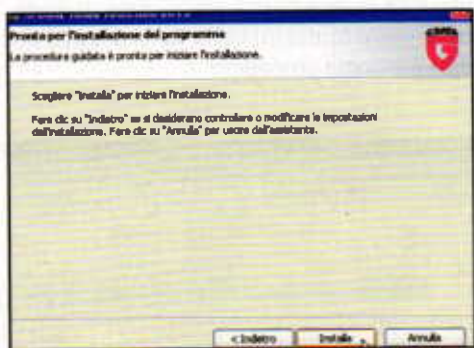 Pronta per l'installazione del programma
La procedura guidata è pronta per iniziare l'installazione.
Scegliere "Installa" per iniziare l'installazione.
Fare clic su "Indietro" se si desiderano controllare o modificare le impostazioni
dell'installazione. Fare clic su "Annulla" per uscire dall'assistente.
< Indietro
Installa
Annulla